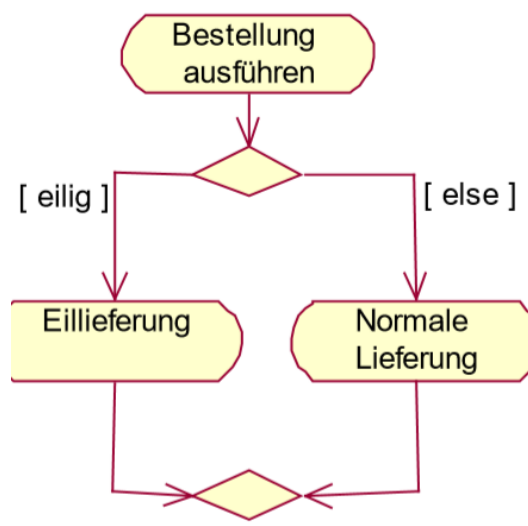 Bestellung
ausführen
[ eilig ]
[ else ]
Eillieferung
Normale
Lieferung